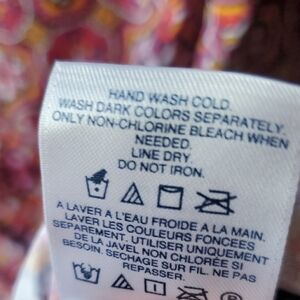 HAND WASH COLD.
WASH DARK COLORS SEPARATELY.
ONLY NON-CHLORINE BLEACH WHEN
NEEDED.
LINE DRY.
DO NOT IRON.
A LAVER A L'EAU FROIDE A LA MAIN.
LAVER LES COULEURS FONCEES
SEPAREMENT. UTILISER UNIQUEMENT
DE LA JAVEL NON CHLORÉE SI
BESOIN. SECHAGE SUR FIL. NE PAS
REPASSER.